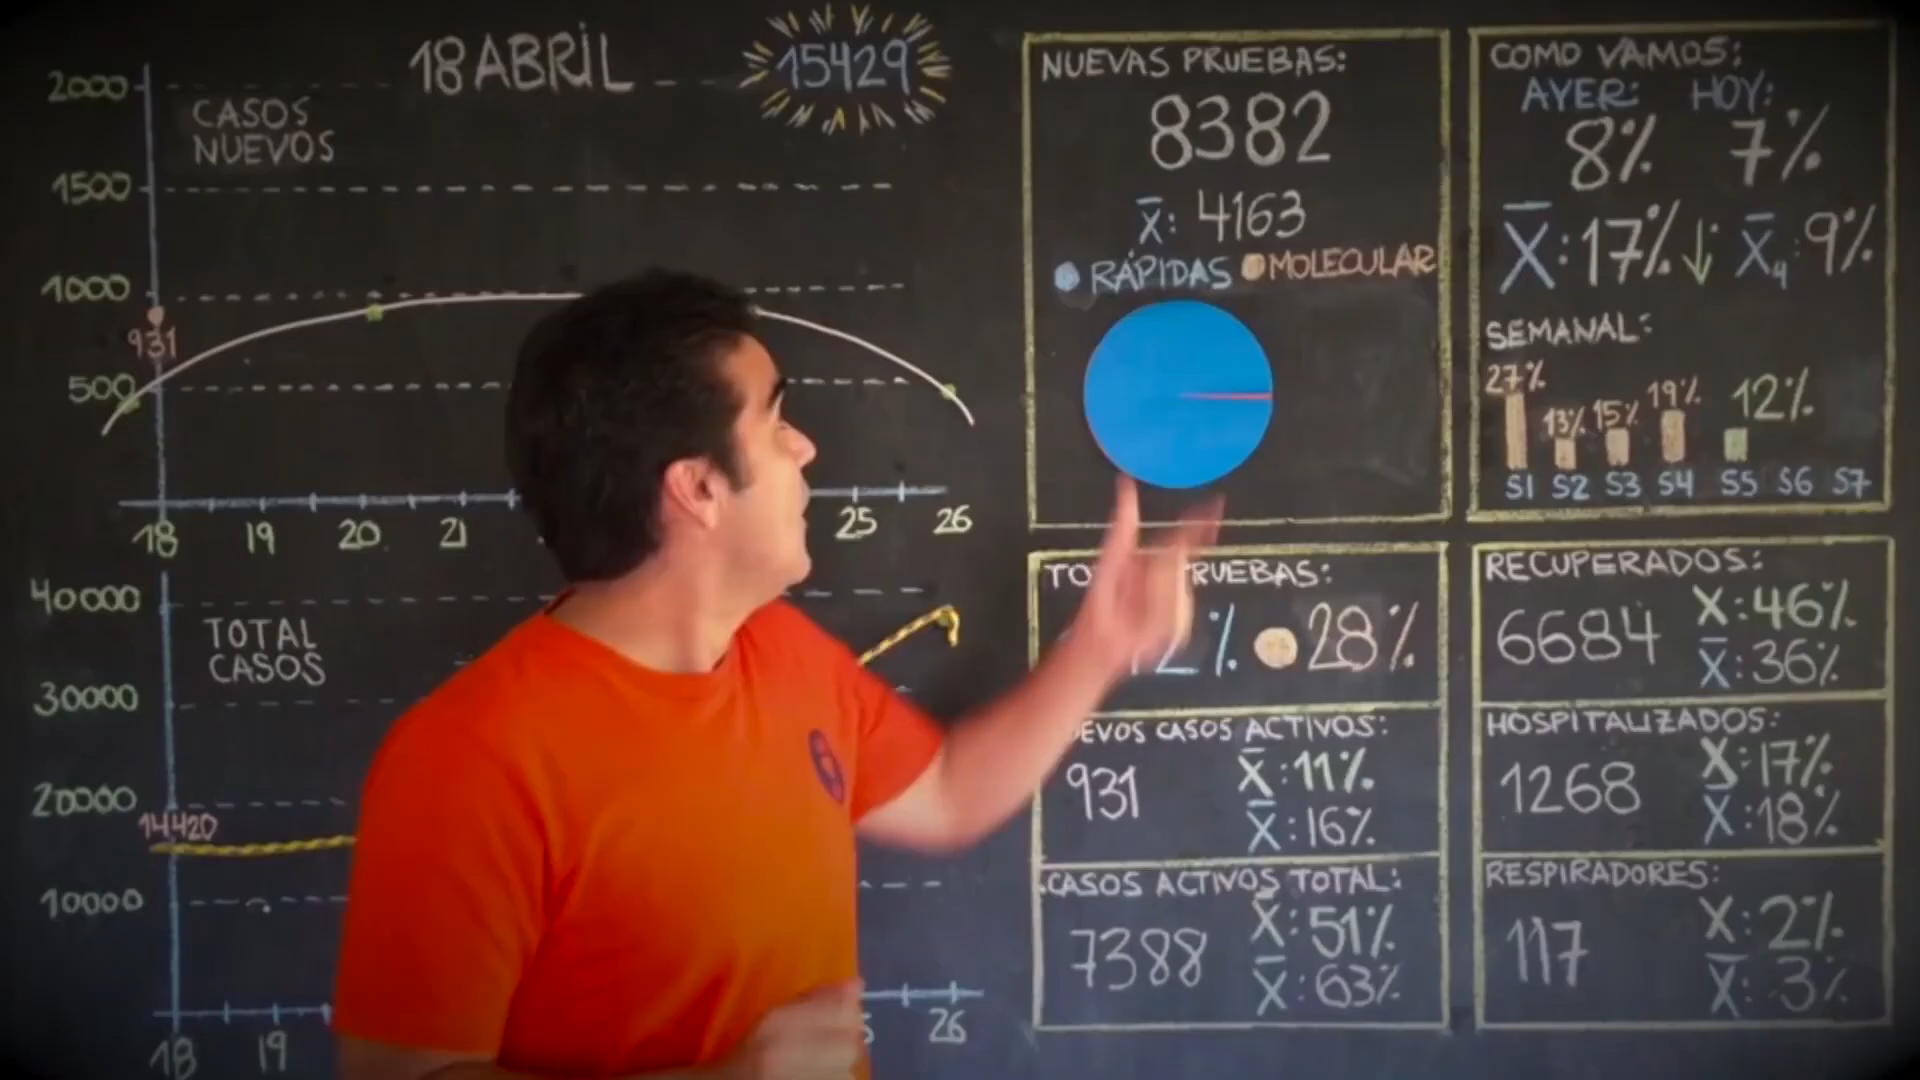 18 ABRIL
15429
2000
CASOS
NUEVOS
1500
1000
931
500
18 19 20 21 25 26
40000
TOTAL
CASOS
30000
20000
14420
10000
18 19 26
NUEVAS PRUEBAS:
8382
X̄: 4163
RÁPIDAS MOLECULAR
COMO VAMOS:
AYER: HOY:
8% 7%
X̄:17%↓ X̄4:9%
SEMANAL:
27% 13% 15% 19% 12%
S1 S2 S3 S4 S5 S6 S7
28%
CASOS ACTIVOS:
931 X̄:11%
X̄:16%
CASOS ACTIVOS TOTAL:
7388 X̄:51%
X̄:63%
RECUPERADOS:
6684 X:46%
X̄:36%
HOSPITALIZADOS:
1268 X:17%
X̄:18%
RESPIRADORES:
117 X:2%
X̄:3%